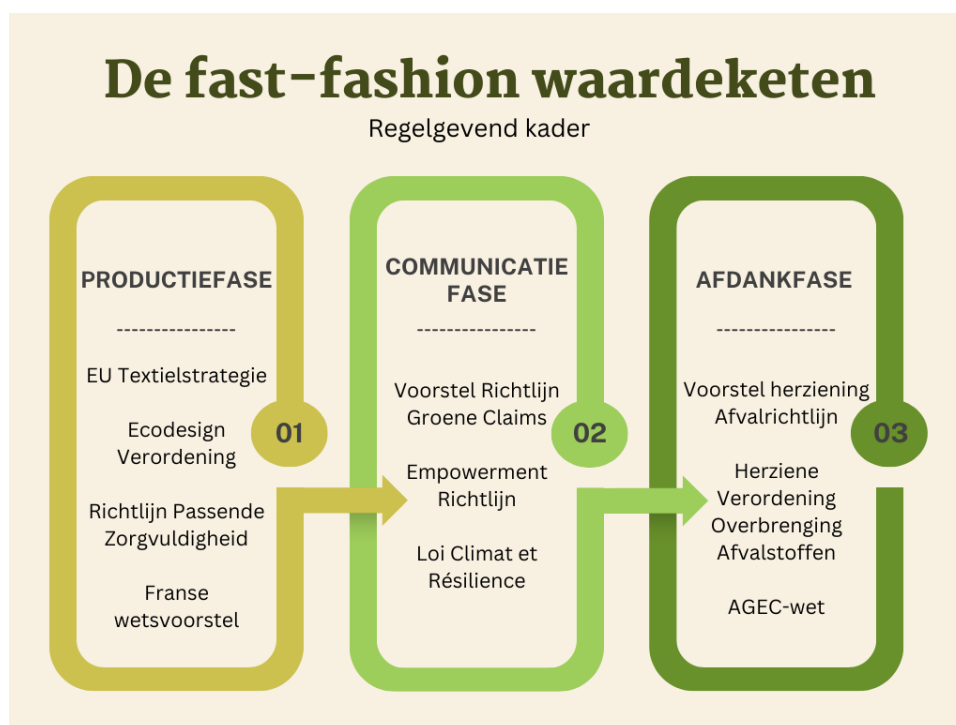 De fast-fashion waardeketen
Regelgevend kader
PRODUCTIEFASE
----------------
EU Textielstrategie
Ecodesign
Verordening
Richtlijn Passende
Zorgvuldigheid
Franse
wetsvoorstel
01
COMMUNICATIE
FASE
----------------
Voorstel Richtlijn
Groene Claims
Empowerment
Richtlijn
Loi Climat et
Résilience
02
AFDANKFASE
----------------
Voorstel herziening
Afvalrichtlijn
Herziene
Verordening
Overbrenging
Afvalstoffen
AGEC-wet
03